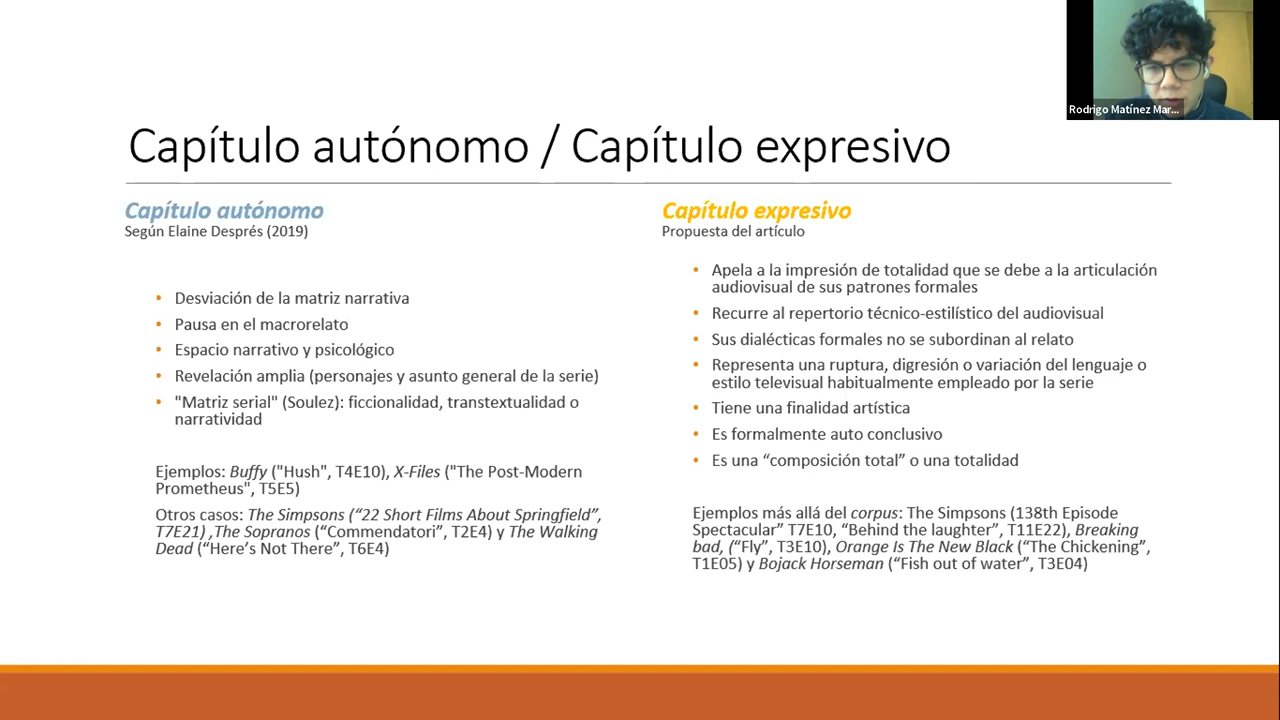 Rodrigo Matínez Mar...
Capítulo autónomo / Capítulo expresivo
Capítulo autónomo
Según Elaine Després (2019)
• Desviación de la matriz narrativa
• Pausa en el macrorelato
• Espacio narrativo y psicológico
• Revelación amplia (personajes y asunto general de la serie)
• "Matriz serial" (Soulez): ficcionalidad, transtextualidad o
narratividad
Ejemplos: Buffy ("Hush", T4E10), X-Files ("The Post-Modern
Prometheus", T5E5)
Otros casos: The Simpsons (“22 Short Films About Springfield”,
T7E21) ,The Sopranos (“Commendatori”, T2E4) y The Walking
Dead (“Here’s Not There”, T6E4)
Capítulo expresivo
Propuesta del artículo
• Apela a la impresión de totalidad que se debe a la articulación
audiovisual de sus patrones formales
• Recurre al repertorio técnico-estilístico del audiovisual
• Sus dialécticas formales no se subordinan al relato
• Representa una ruptura, digresión o variación del lenguaje o
estilo televisual habitualmente empleado por la serie
• Tiene una finalidad artística
• Es formalmente auto conclusivo
• Es una “composición total” o una totalidad
Ejemplos más allá del corpus: The Simpsons (138th Episode
Spectacular” T7E10, “Behind the laughter”, T11E22), Breaking
bad, (“Fly”, T3E10), Orange Is The New Black (“The Chickening”,
T1E05) y Bojack Horseman (“Fish out of water”, T3E04)